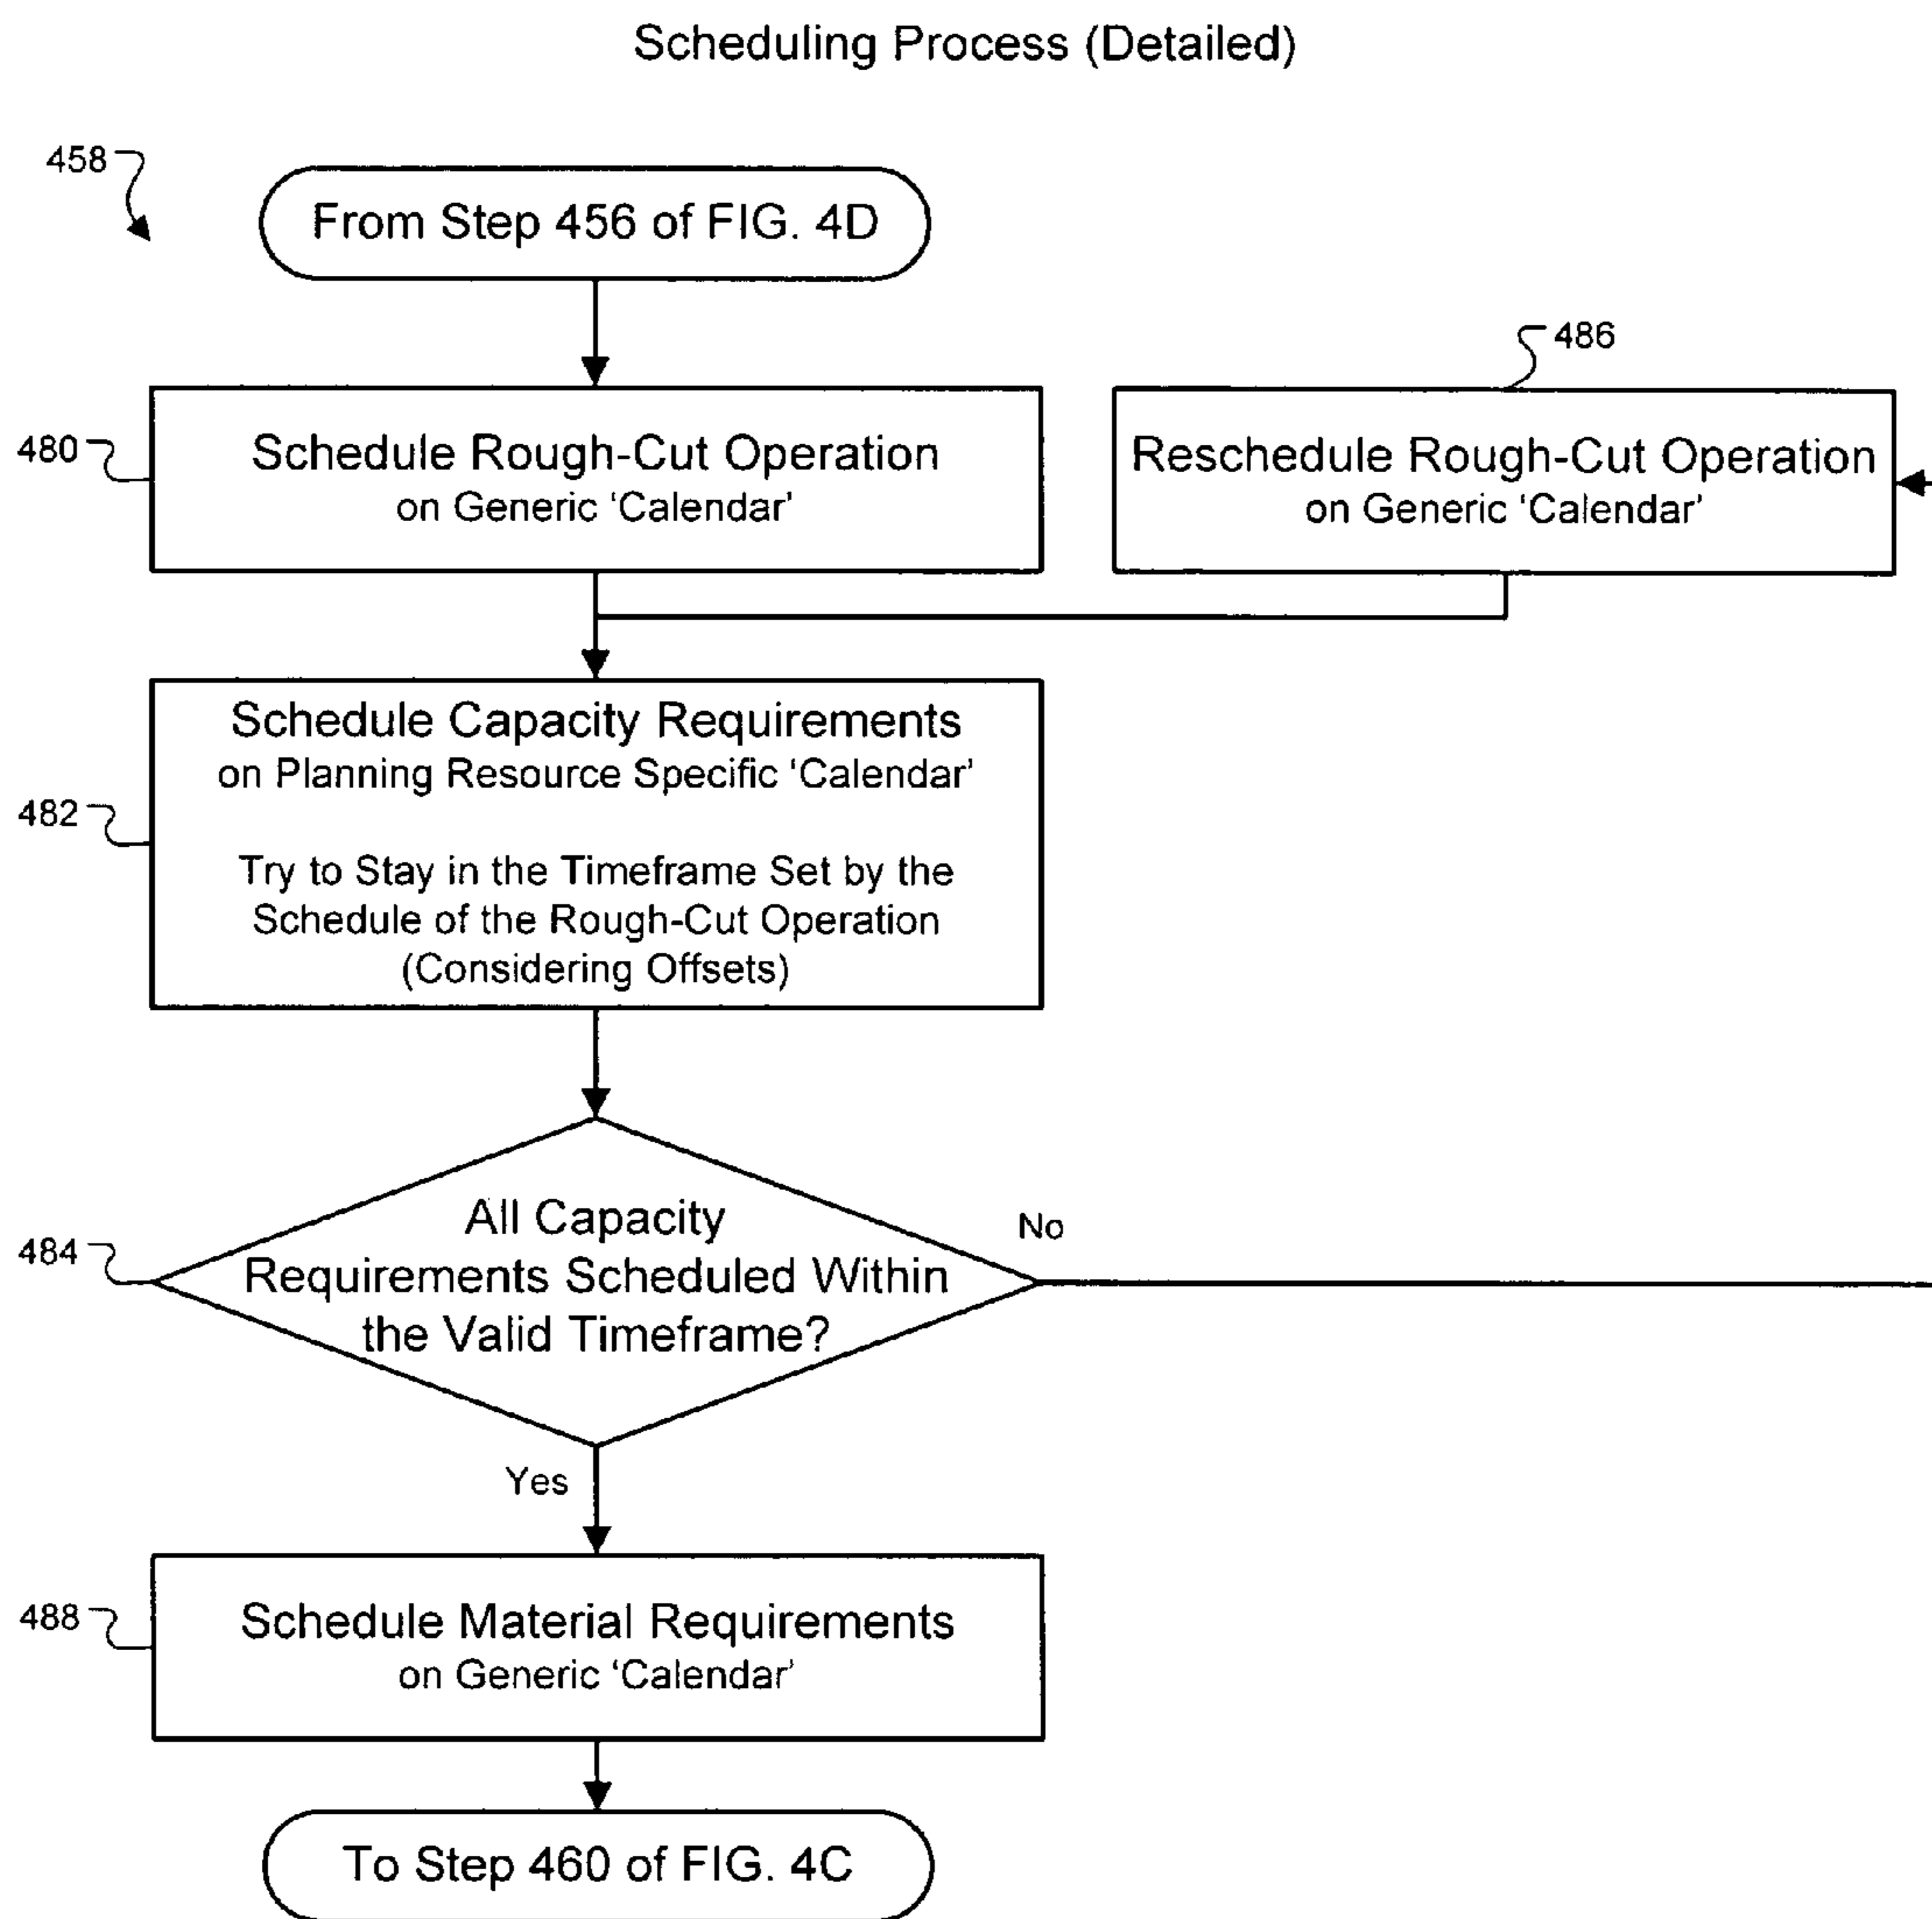 Scheduling Process (Detailed)
458
From Step 456 of FIG. 4D
486
480
Schedule Rough-Cut Operation
on Generic 'Calendar'
Reschedule Rough-Cut Operation
on Generic 'Calendar'
482
Schedule Capacity Requirements
on Planning Resource Specific 'Calendar'
Try to Stay in the Timeframe Set by the
Schedule of the Rough-Cut Operation
(Considering Offsets)
484
All Capacity
Requirements Scheduled Within
the Valid Timeframe?
No
Yes
488
Schedule Material Requirements
on Generic 'Calendar'
To Step 460 of FIG. 4C